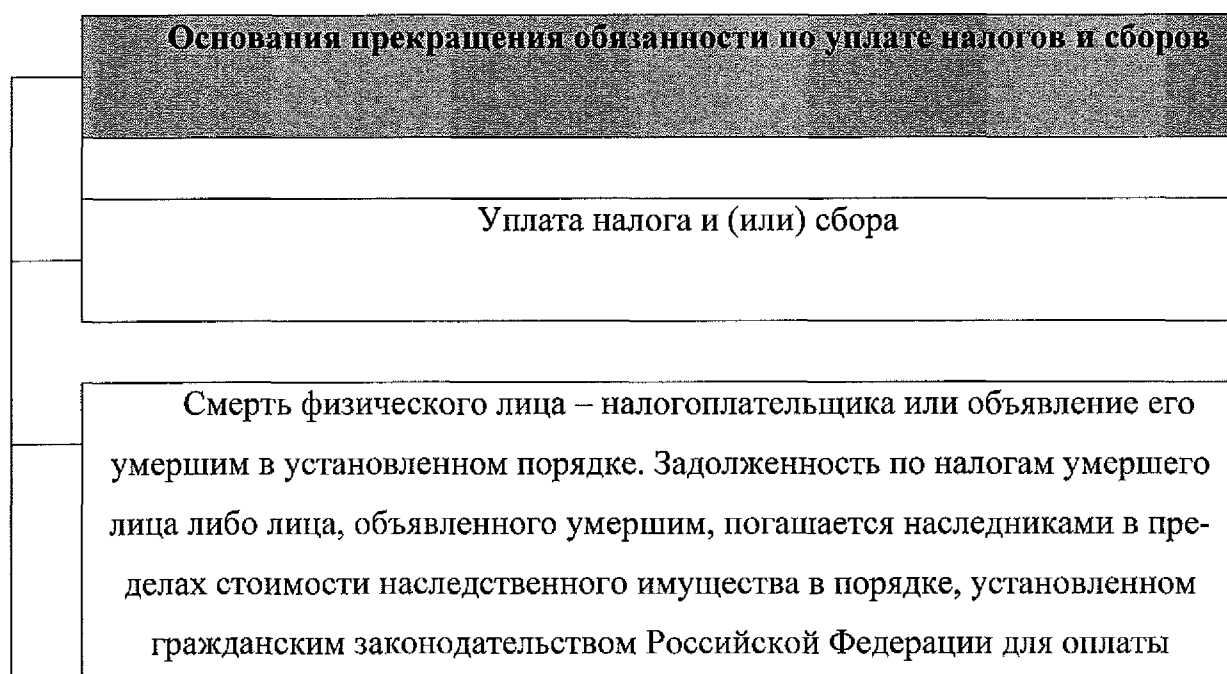 Основания прекращения обязанности по уплате налогов и сборов
Уплата налога и (или) сбора
Смерть физического лица – налогоплательщика или объявление его
умершим в установленном порядке. Задолженность по налогам умершего
лица либо лица, объявленного умершим, погашается наследниками в пре-
делах стоимости наследственного имущества в порядке, установленном
гражданским законодательством Российской Федерации для оплаты